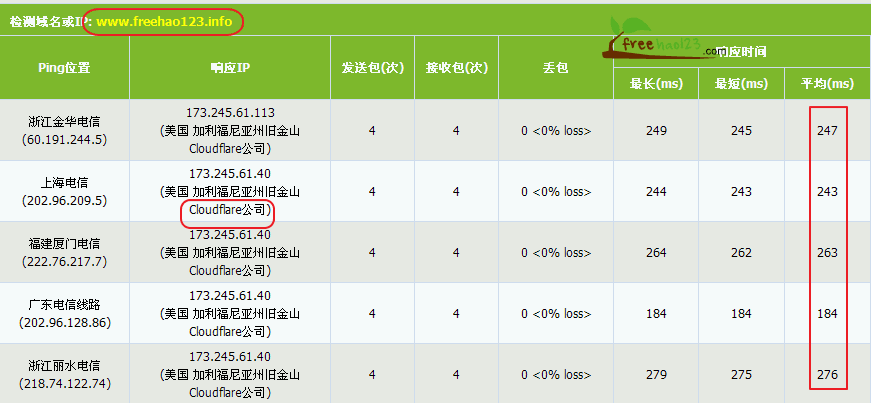 检测域名或IP: www.freehao123.info
freehao123.com
Ping位置 响应IP 发送包(次) 接收包(次) 丢包 响应时间
最长(ms) 最短(ms) 平均(ms)
浙江金华电信
(60.191.244.5)
173.245.61.113
(美国 加利福尼亚州旧金山
Cloudflare公司)
4 4 0 <0% loss> 249 245 247
上海电信
(202.96.209.5)
173.245.61.40
(美国 加利福尼亚州旧金山
Cloudflare公司)
4 4 0 <0% loss> 244 243 243
福建厦门电信
(222.76.217.7)
173.245.61.40
(美国 加利福尼亚州旧金山
Cloudflare公司)
4 4 0 <0% loss> 264 262 263
广东电信线路
(202.96.128.86)
173.245.61.40
(美国 加利福尼亚州旧金山
Cloudflare公司)
4 4 0 <0% loss> 184 184 184
浙江丽水电信
(218.74.122.74)
173.245.61.40
(美国 加利福尼亚州旧金山
Cloudflare公司)
4 4 0 <0% loss> 279 275 276